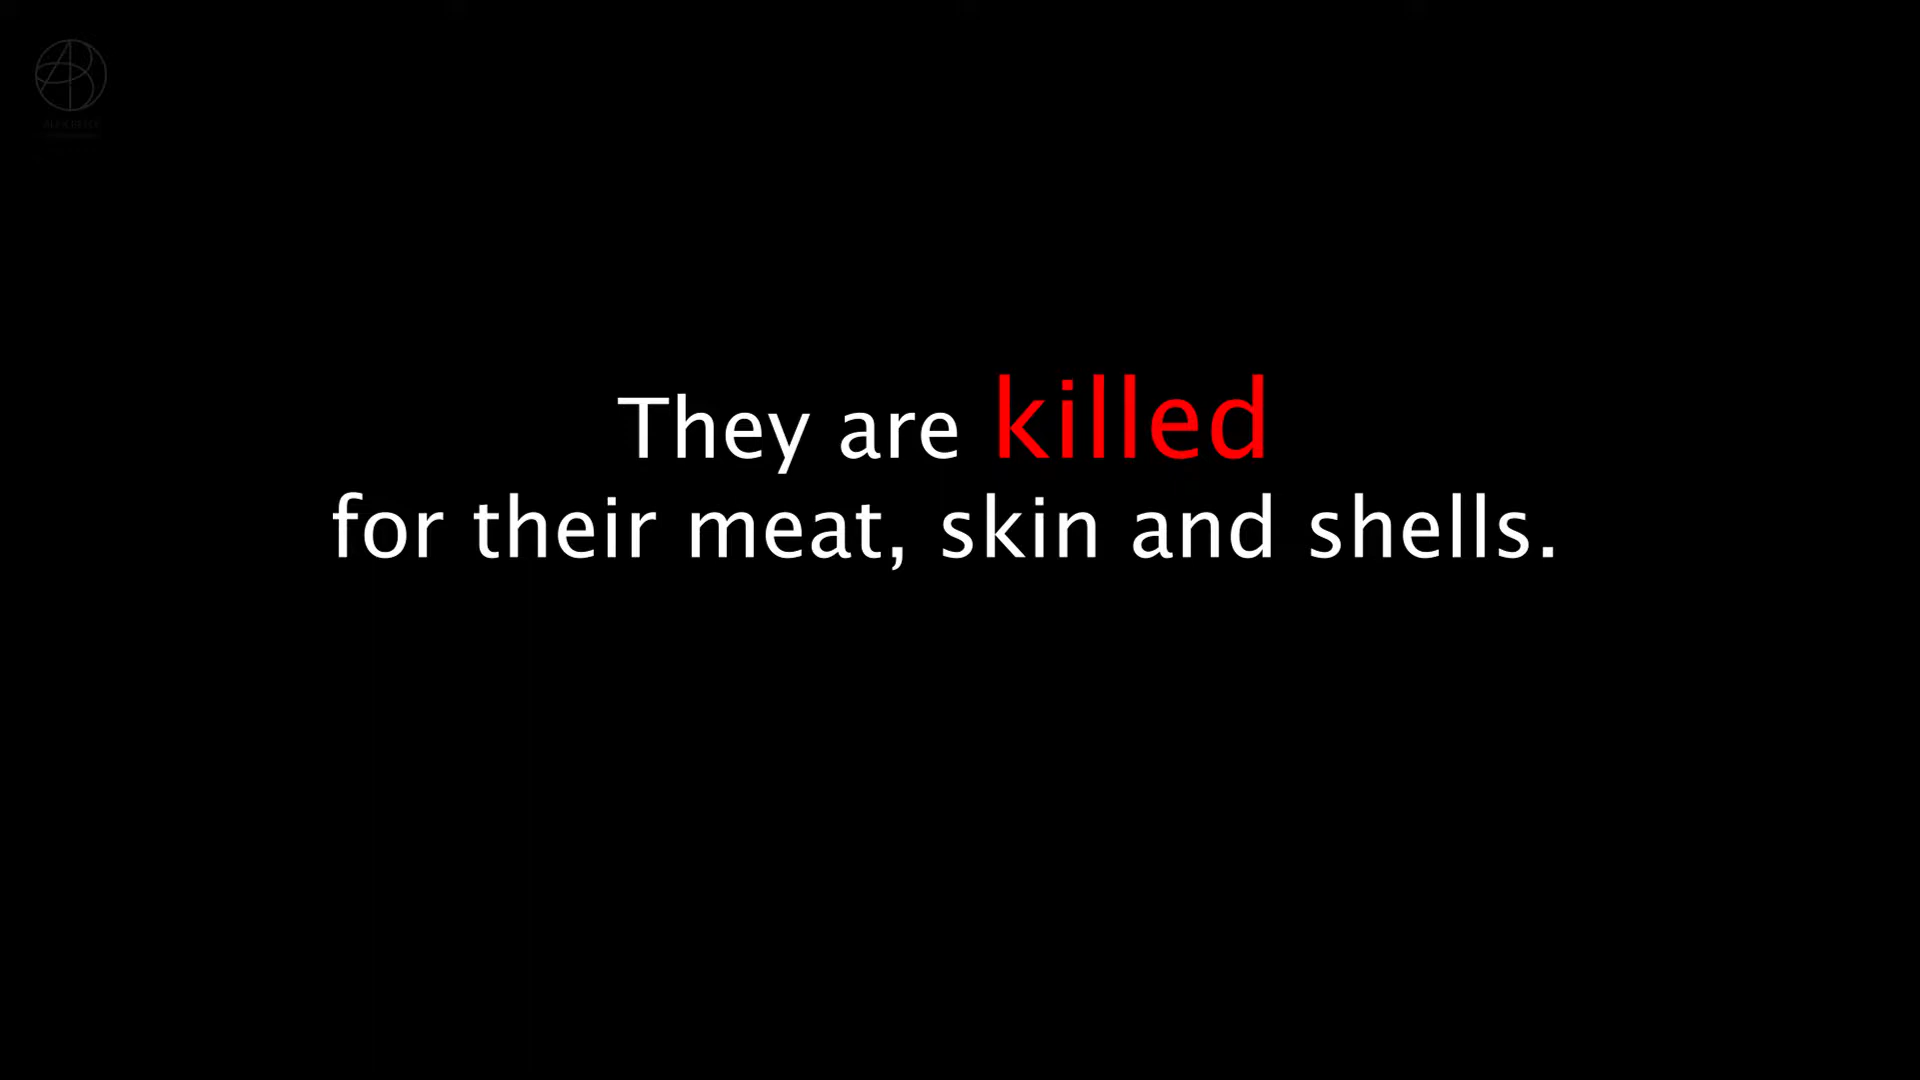 They are killed
for their meat, skin and shells.